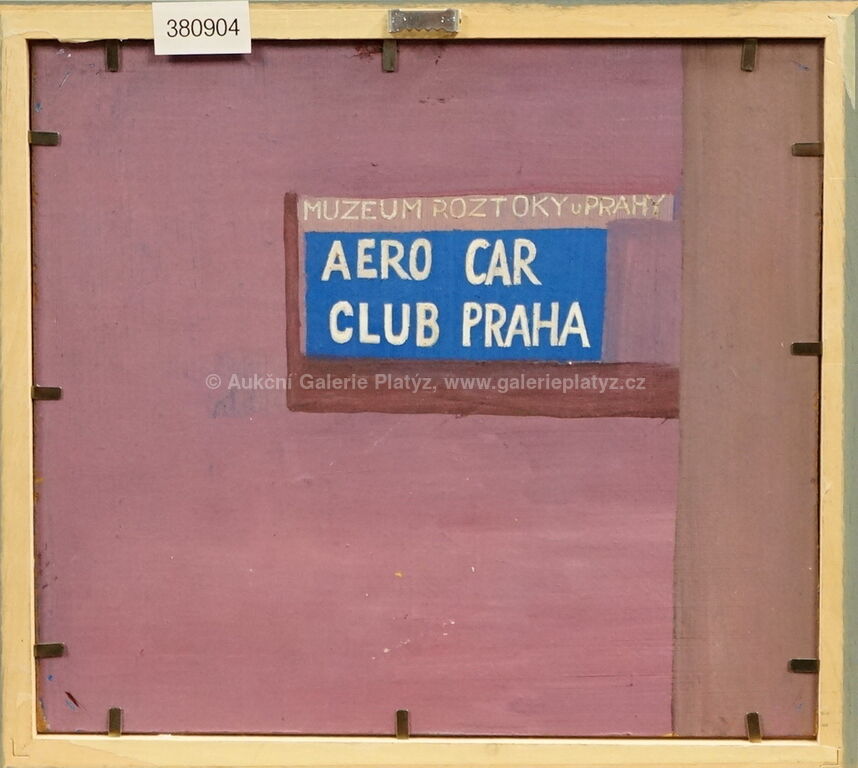 380904
MUZEUM ROZTOKY u PRAHY
AERO CAR
CLUB PRAHA
© Aukční Galerie Platýz, www.galerieplatyz.cz